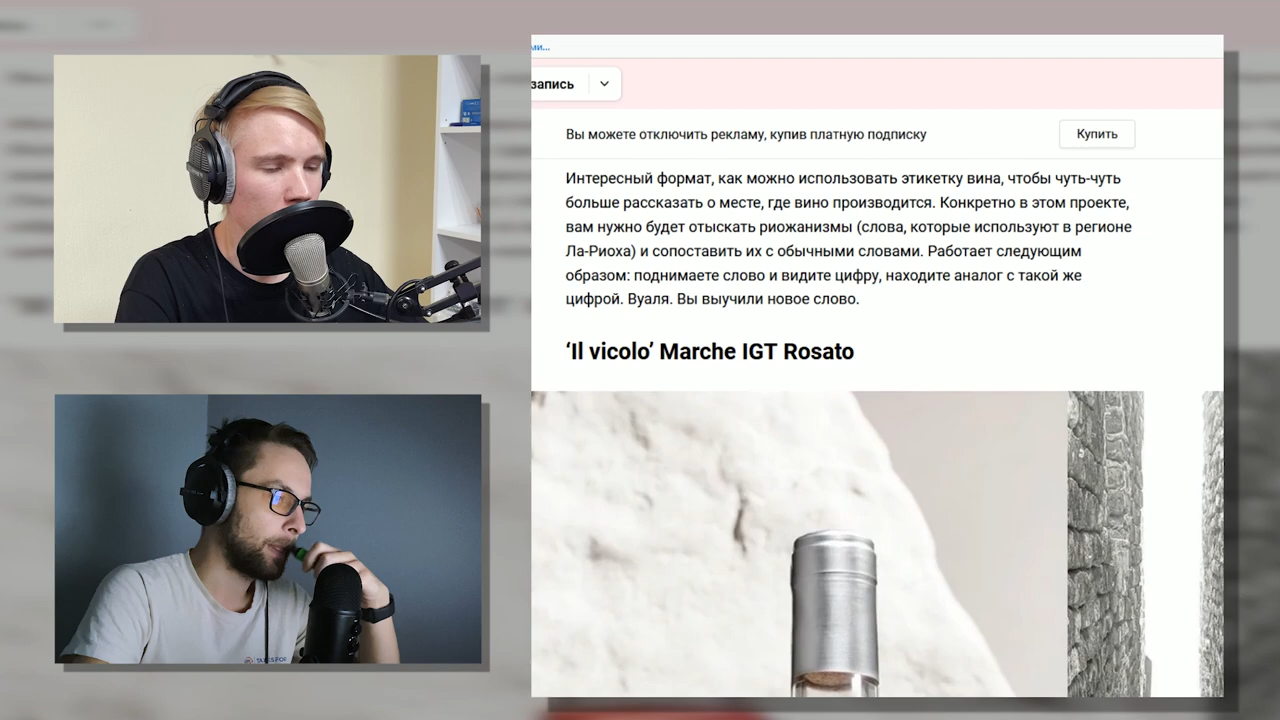 ми...
запись
Вы можете отключить рекламу, купив платную подписку
Купить
Интересный формат, как можно использовать этикетку вина, чтобы чуть-чуть
больше рассказать о месте, где вино производится. Конкретно в этом проекте,
вам нужно будет отыскать риожанизмы (слова, которые используют в регионе
Ла-Риоха) и сопоставить их с обычными словами. Работает следующим
образом: поднимаете слово и видите цифру, находите аналог с такой же
цифрой. Вуаля. Вы выучили новое слово.
‘Il vicolo’ Marche IGT Rosato